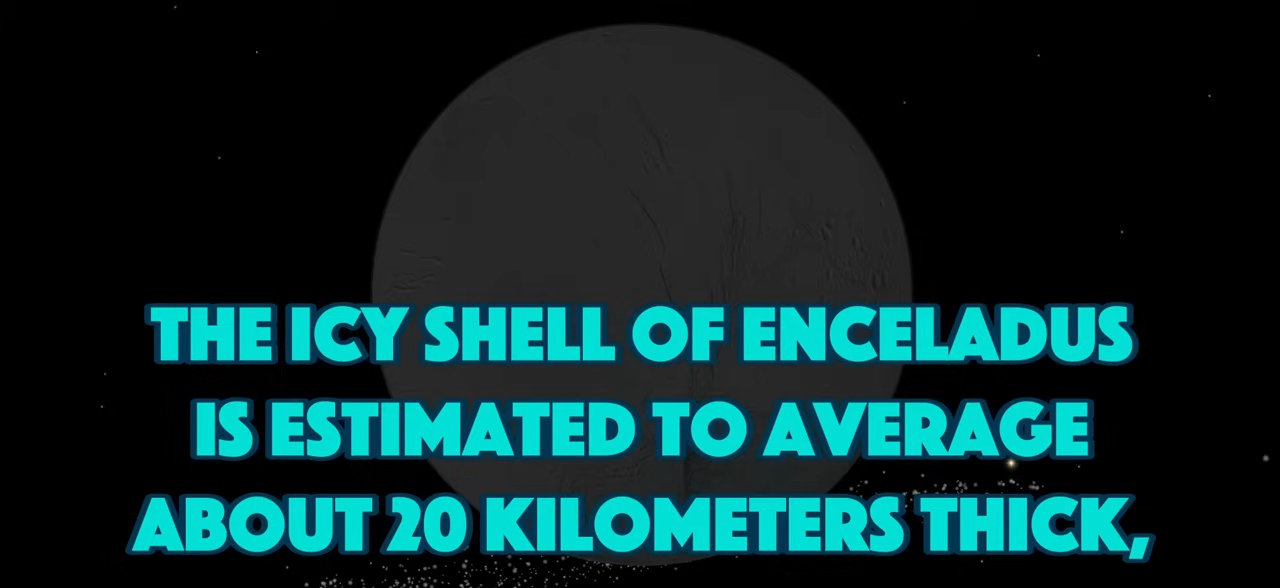 THE ICY SHELL OF ENCELADUS
IS ESTIMATED TO AVERAGE
ABOUT 20 KILOMETERS THICK,